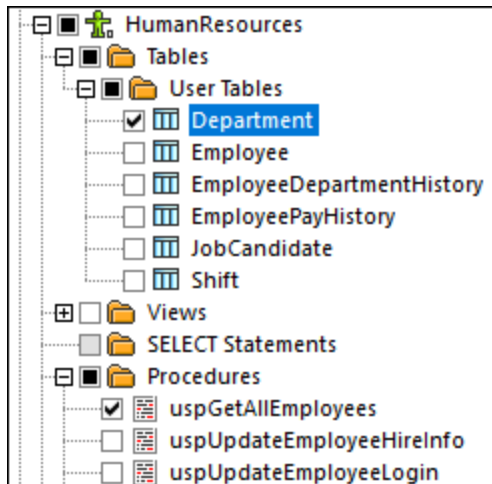 HumanResources
Tables
User Tables
Department
Employee
EmployeeDepartmentHistory
EmployeePayHistory
JobCandidate
Shift
Views
SELECT Statements
Procedures
uspGetAllEmployees
uspUpdateEmployeeHireInfo
uspUpdateEmployeeLogin